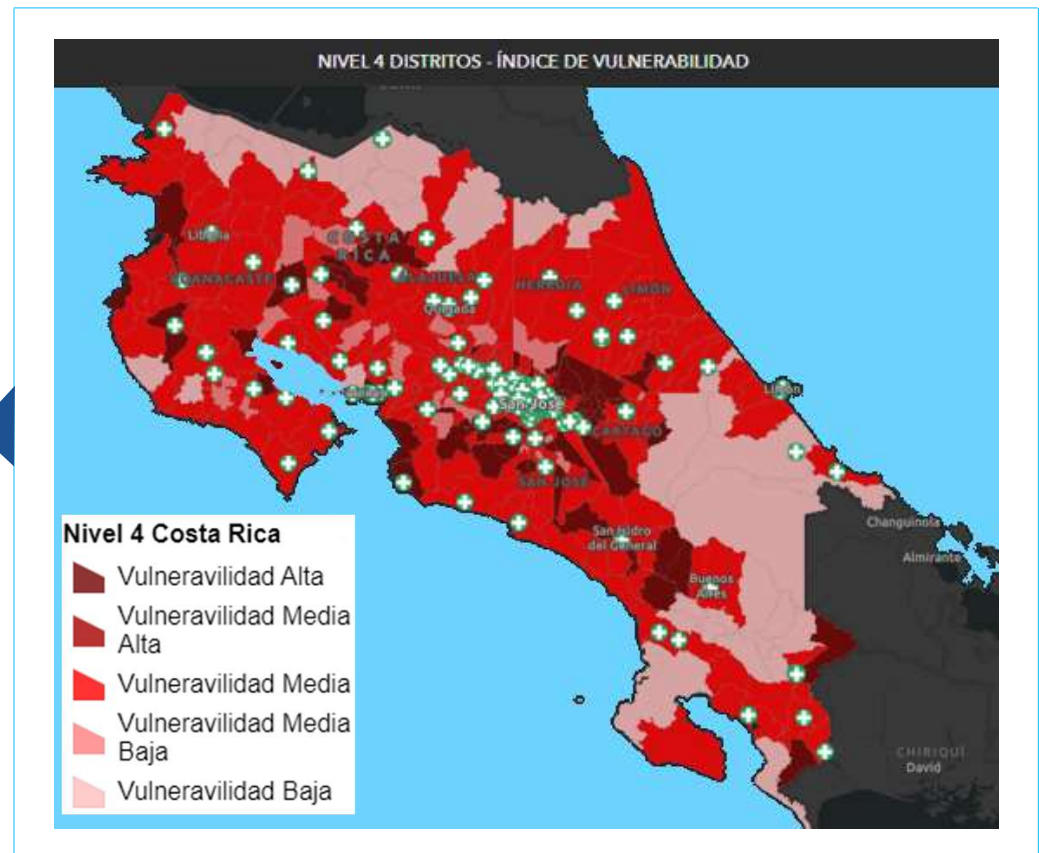 NIVEL 4 DISTRITOS - ÍNDICE DE VULNERABILIDAD
Liberia
COSTA
RICA
GUANACASTE
ALAJUELA
HEREDIA
LIMÓN
Quesada
Limón
San José
CARTAGO
SAN JOSÉ
San Isidro
del General
Buenos
Aires
Changuinola
Almirante
CHIRIQUÍ
David
Nivel 4 Costa Rica
Vulneravilidad Alta
Vulneravilidad Media
Alta
Vulneravilidad Media
Vulneravilidad Media
Baja
Vulneravilidad Baja